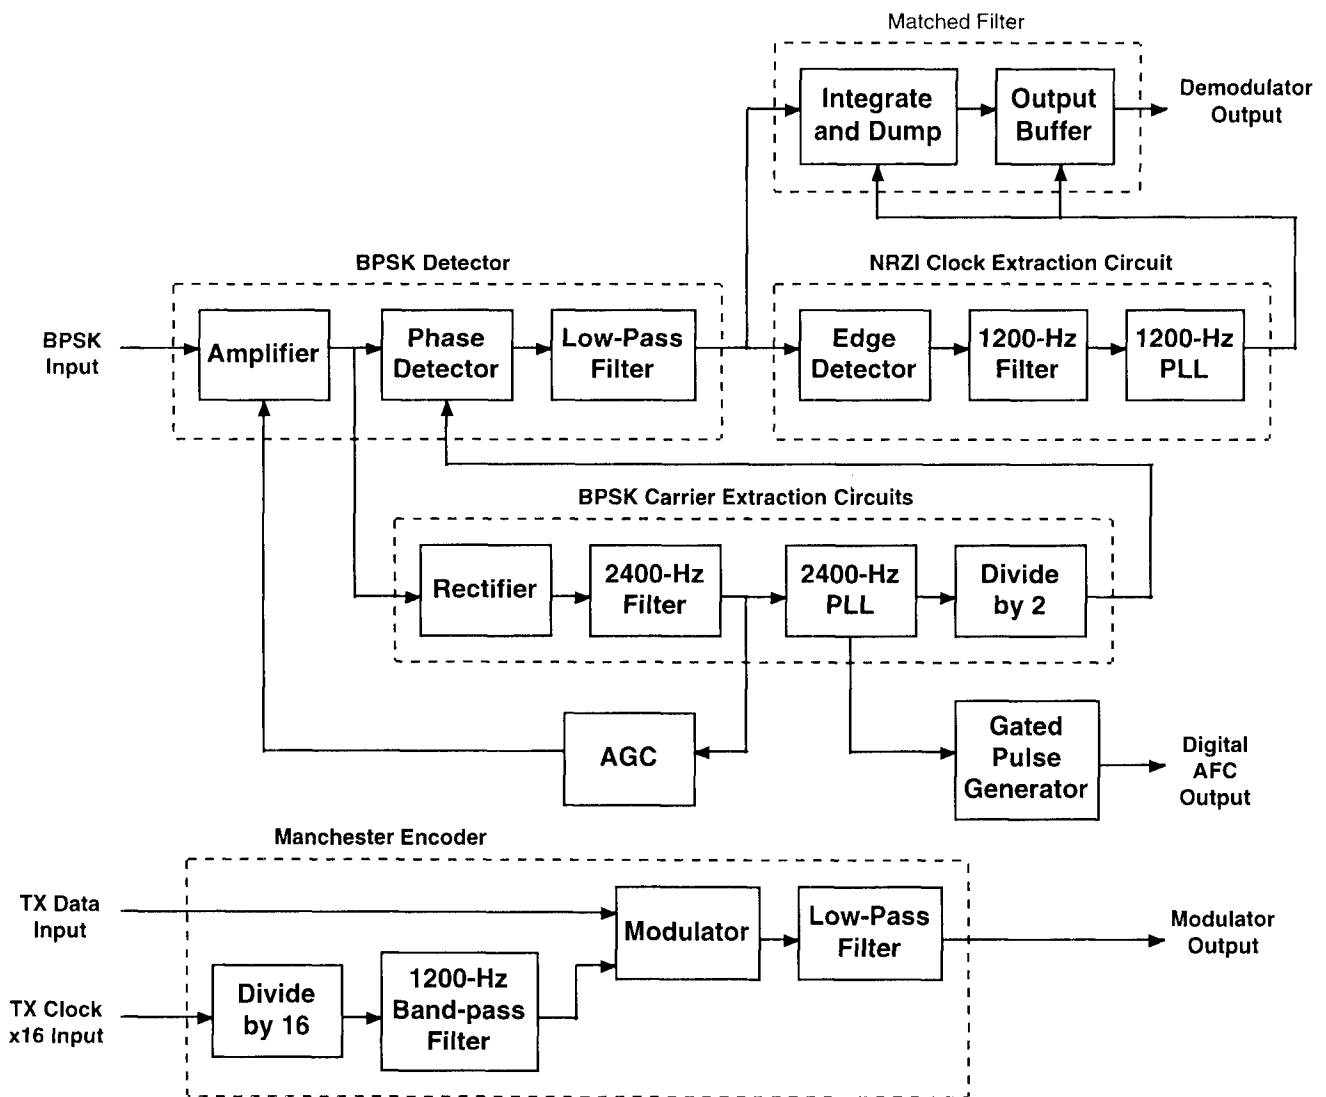 Matched Filter
Integrate
and Dump
Output
Buffer
Demodulator
Output
BPSK Detector
NRZI Clock Extraction Circuit
BPSK
Input
Amplifier
Phase
Detector
Low-Pass
Filter
Edge
Detector
1200-Hz
Filter
1200-Hz
PLL
BPSK Carrier Extraction Circuits
Rectifier
2400-Hz
Filter
2400-Hz
PLL
Divide
by 2
AGC
Gated
Pulse
Generator
Digital
AFC
Output
Manchester Encoder
TX Data
Input
Modulator
Low-Pass
Filter
Modulator
Output
TX Clock
x16 Input
Divide
by 16
1200-Hz
Band-pass
Filter